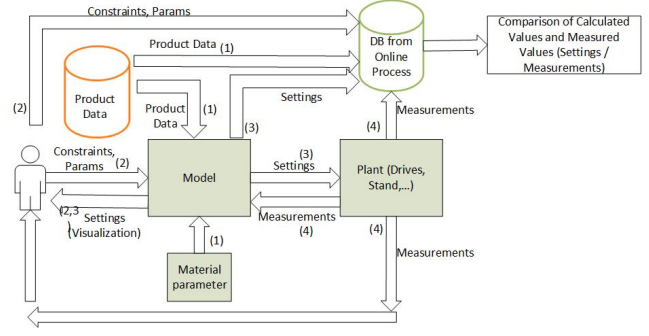 Constraints, Params
Product Data
(1)
DB from
Online
Process
Comparison of Calculated
Values and Measured
Values (Settings /
Measurements)
Product
Data
(2)
Product
Data
(1)
Settings
(3)
(4)
Measurements
Constraints,
Params
(2)
Model
(3)
Settings
Plant (Drives,
Stand,...)
(2,3
)
Settings
(Visualization)
Measurements
(4)
(4)
Measurements
(1)
Material
parameter